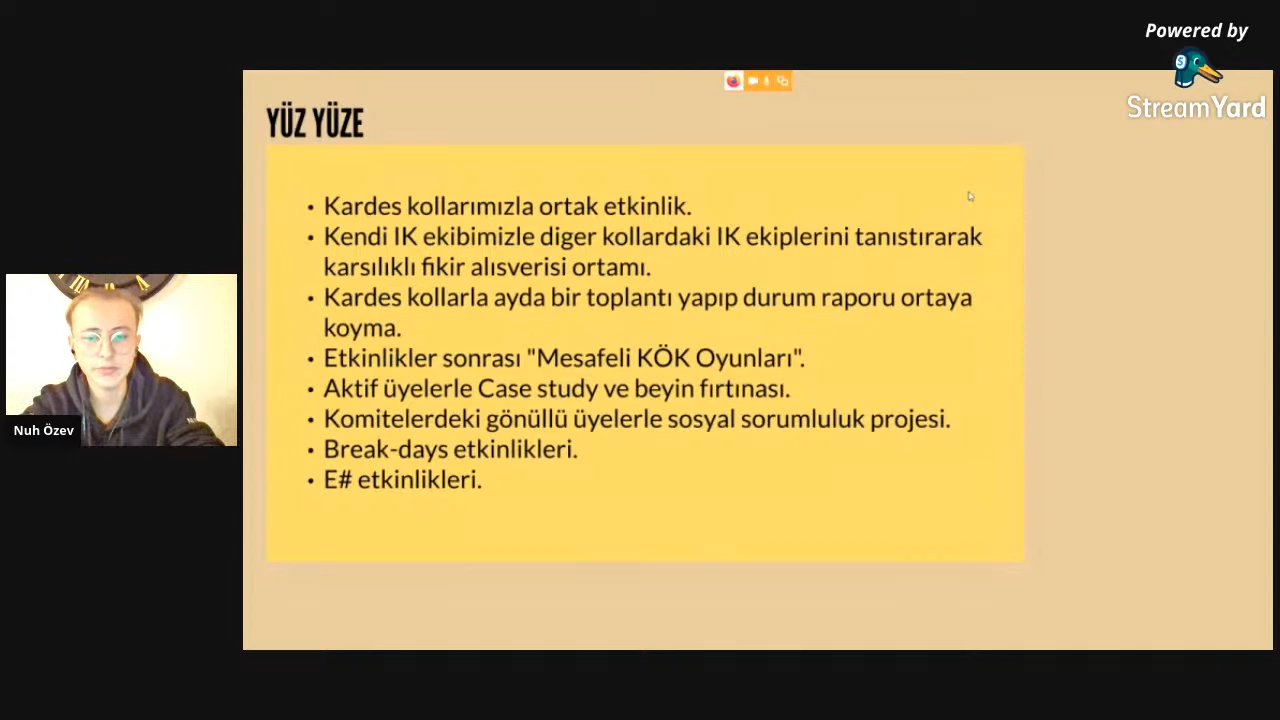 Powered by
StreamYard
YÜZ YÜZE
• Kardes kollarımızla ortak etkinlik.
• Kendi IK ekibimizle diger kollardaki IK ekiplerini tanıstırarak
karsılıklı fikir alısverisi ortamı.
• Kardes kollarla ayda bir toplantı yapıp durum raporu ortaya
koyma.
• Etkinlikler sonrası "Mesafeli KÖK Oyunları".
• Aktif üyelerle Case study ve beyin fırtınası.
• Komitelerdeki gönüllü üyelerle sosyal sorumluluk projesi.
• Break-days etkinlikleri.
• E# etkinlikleri.
Nuh Özev